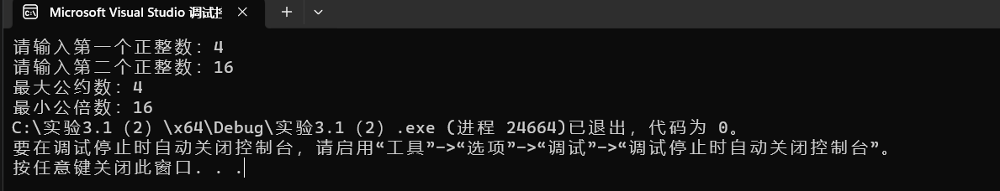 Microsoft Visual Studio 调试
请输入第一个正整数: 4
请输入第二个正整数: 16
最大公约数: 4
最小公倍数: 16
C:\实验3.1（2）\x64\Debug\实验3.1（2）.exe (进程 24664)已退出，代码为 0。
要在调试停止时自动关闭控制台，请启用“工具”->“选项”->“调试”->“调试停止时自动关闭控制台”。
按任意键关闭此窗口. . .